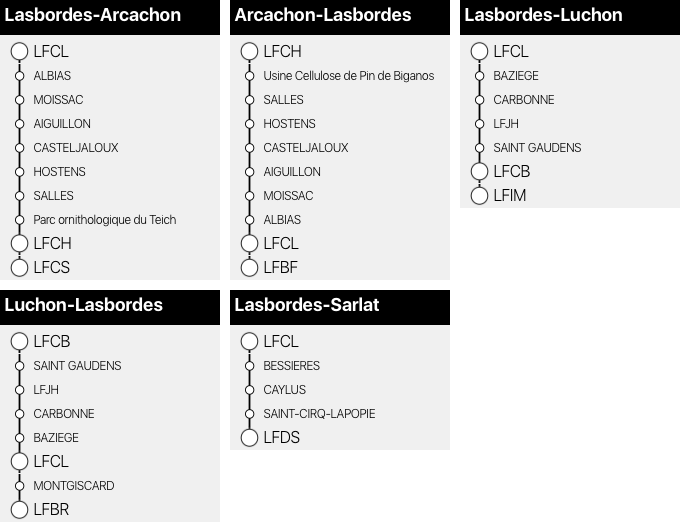 Lasbordes-Arcachon
LFCL
ALBIAS
MOISSAC
AIGUILLON
CASTELJALOUX
HOSTENS
SALLES
Parc ornithologique du Teich
LFCH
LFCS
Arcachon-Lasbordes
LFCH
Usine Cellulose de Pin de Biganos
SALLES
HOSTENS
CASTELJALOUX
AIGUILLON
MOISSAC
ALBIAS
LFCL
LFBF
Lasbordes-Luchon
LFCL
BAZIEGE
CARBONNE
LFJH
SAINT GAUDENS
LFCB
LFIM
Luchon-Lasbordes
LFCB
SAINT GAUDENS
LFJH
CARBONNE
BAZIEGE
LFCL
MONTGISCARD
LFBR
Lasbordes-Sarlat
LFCL
BESSIERES
CAYLUS
SAINT-CIRQ-LAPOPIE
LFDS